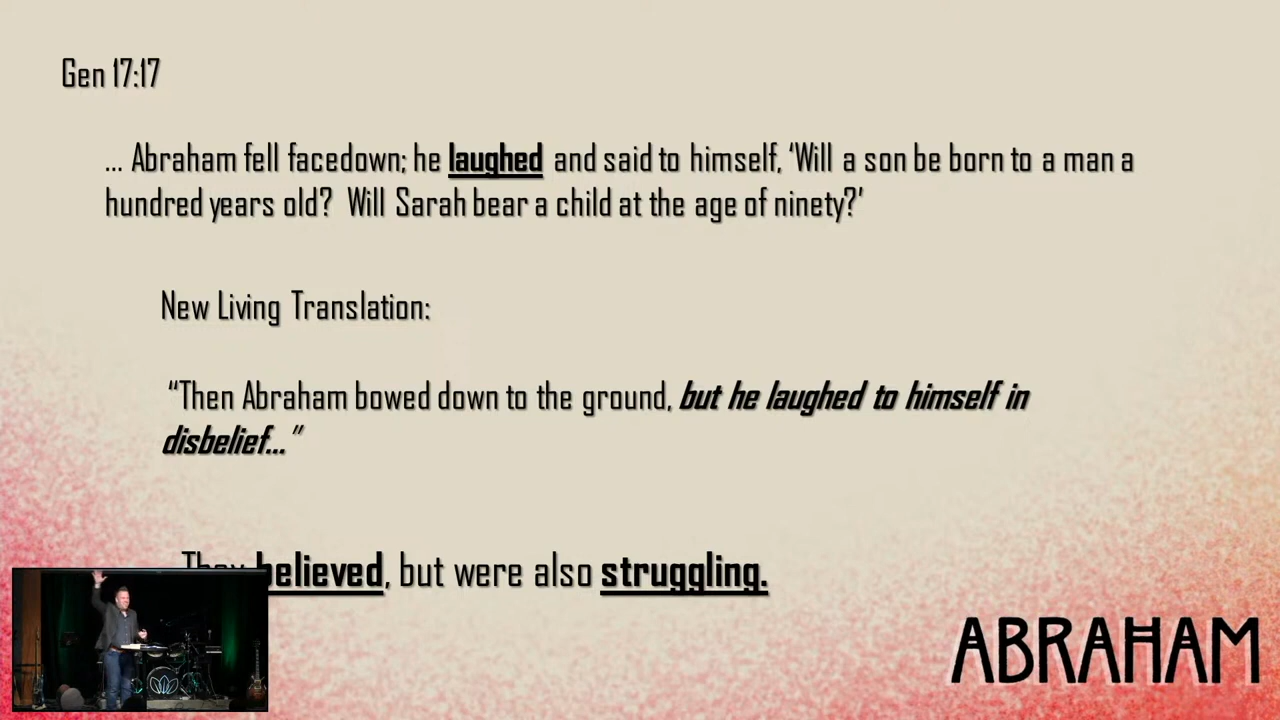 Gen 17:17
... Abraham fell facedown; he laughed and said to himself, ‘Will a son be born to a man a
hundred years old? Will Sarah bear a child at the age of ninety?’
New Living Translation:
“Then Abraham bowed down to the ground, but he laughed to himself in
disbelief...”
They believed, but were also struggling.
ABRAHAM